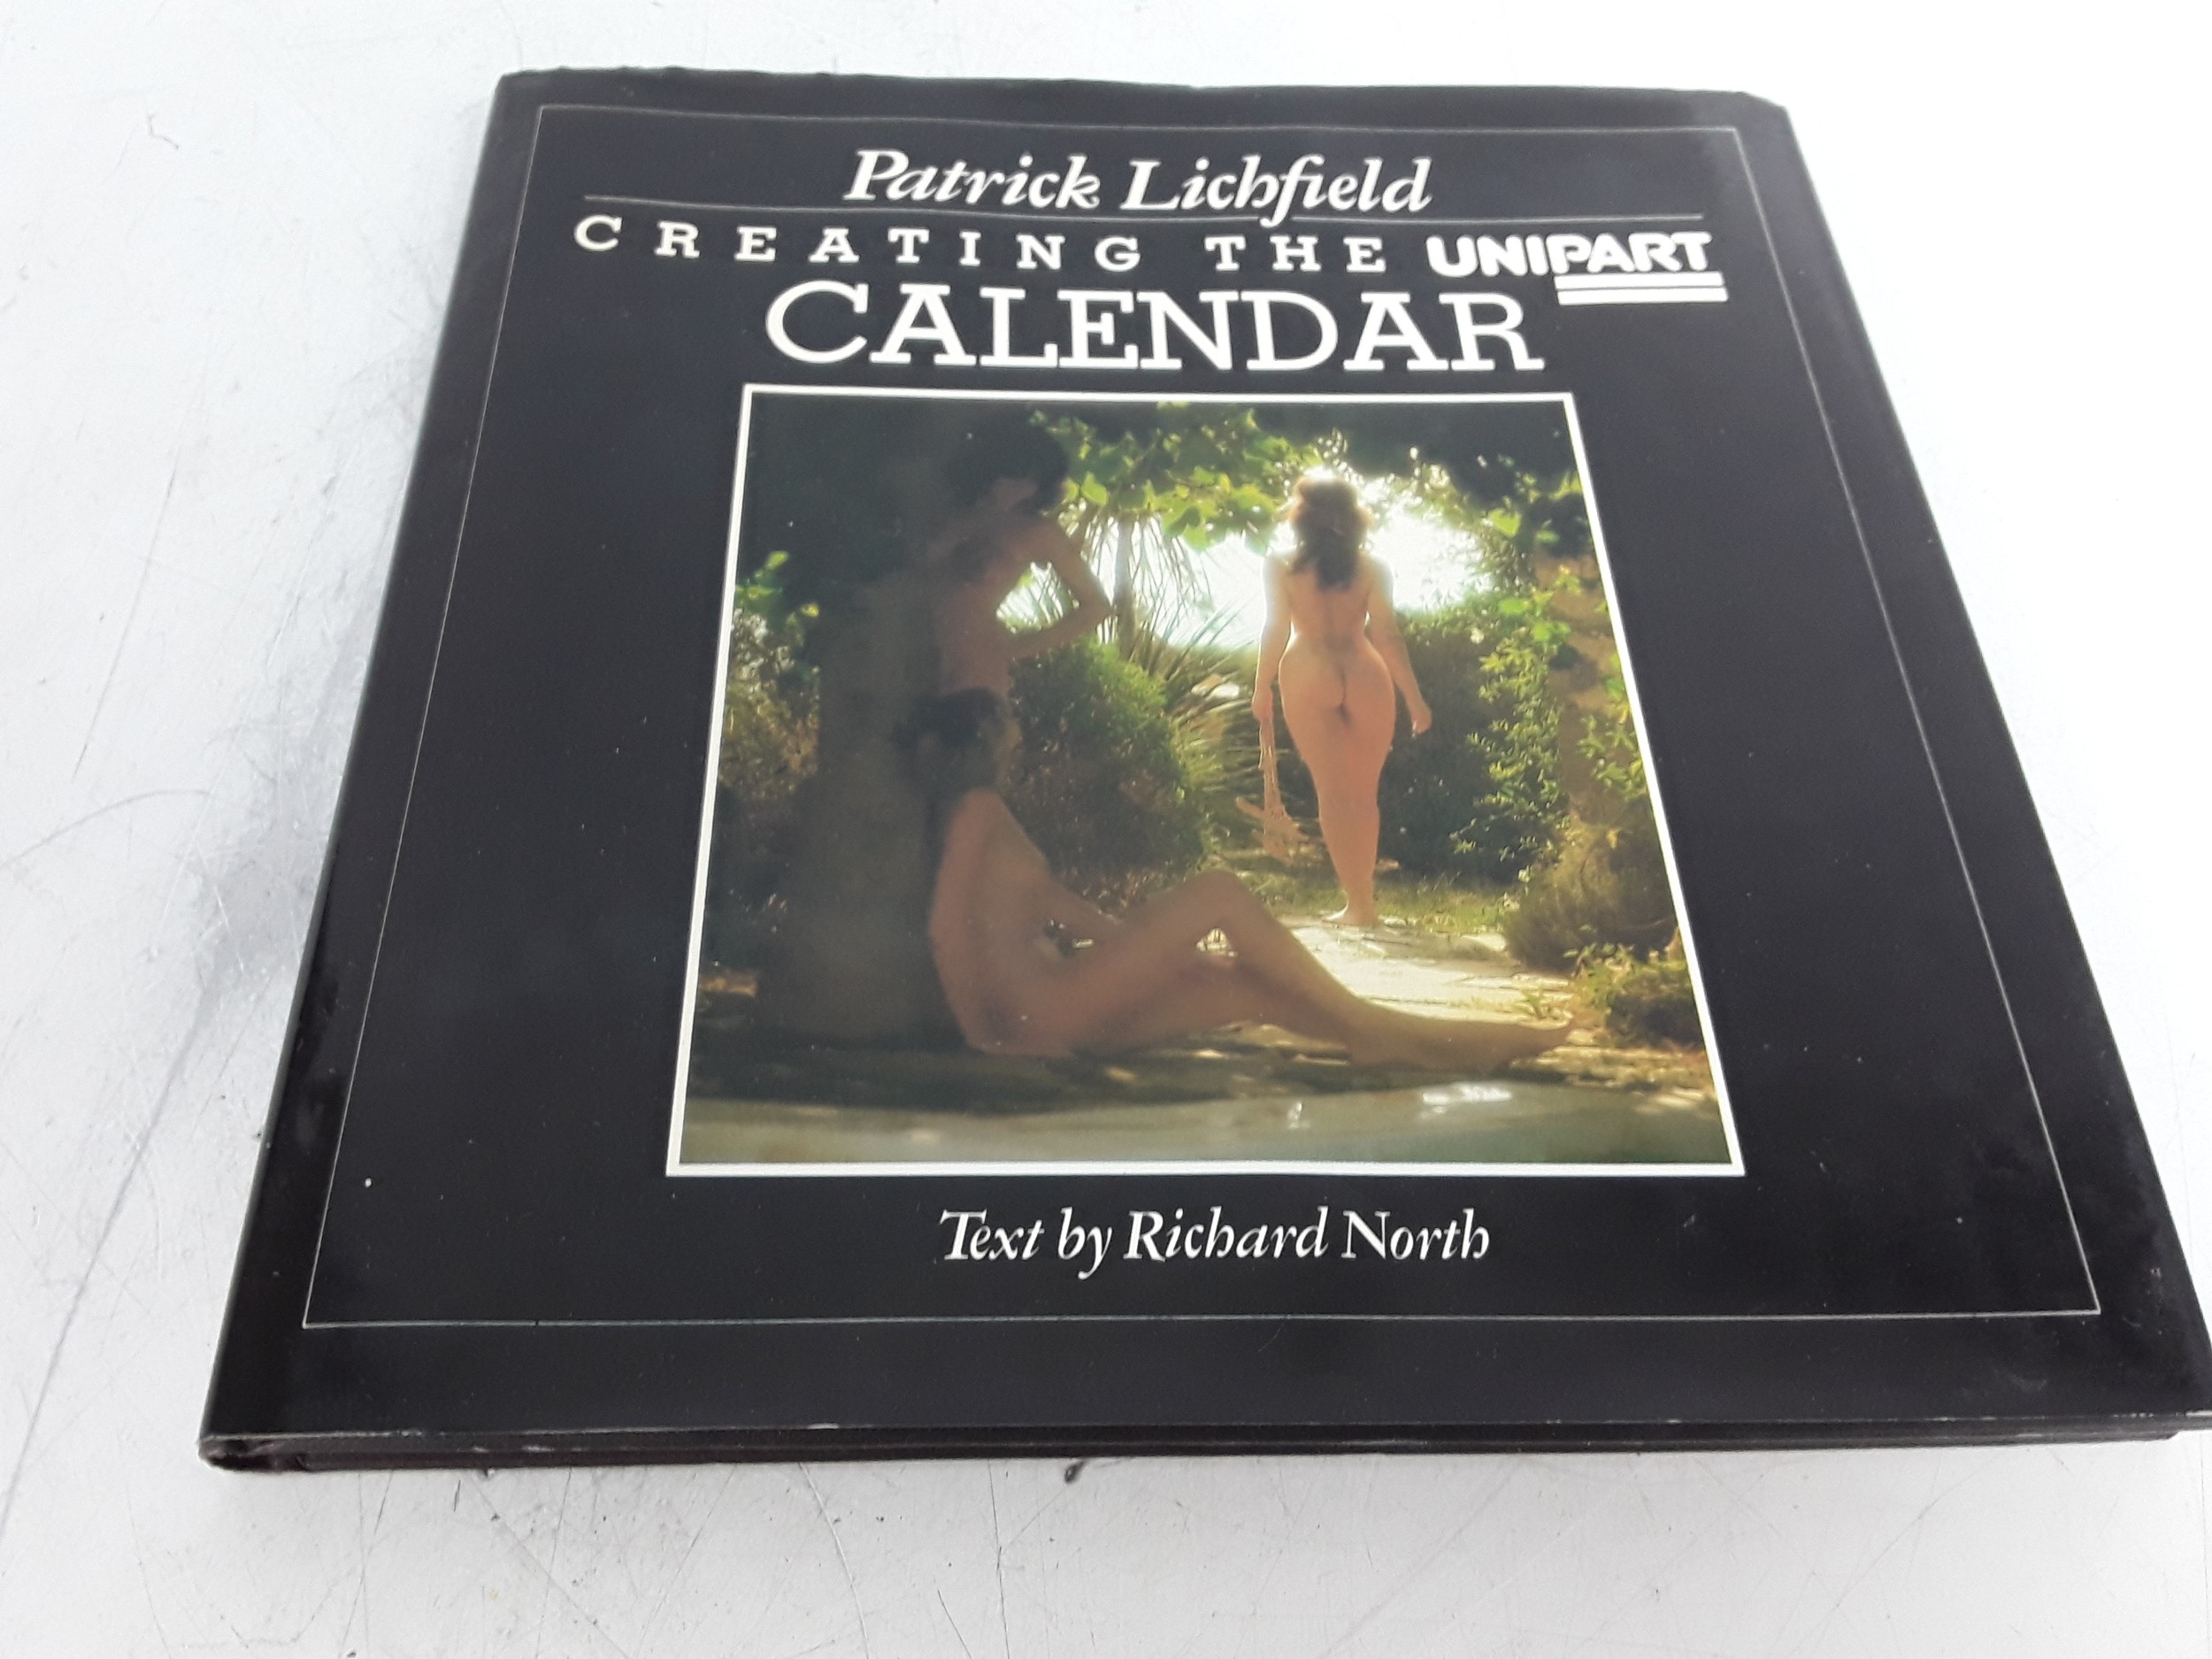 Patrick Lichfield
CREATING THE UNIPART
CALENDAR
Text by Richard North